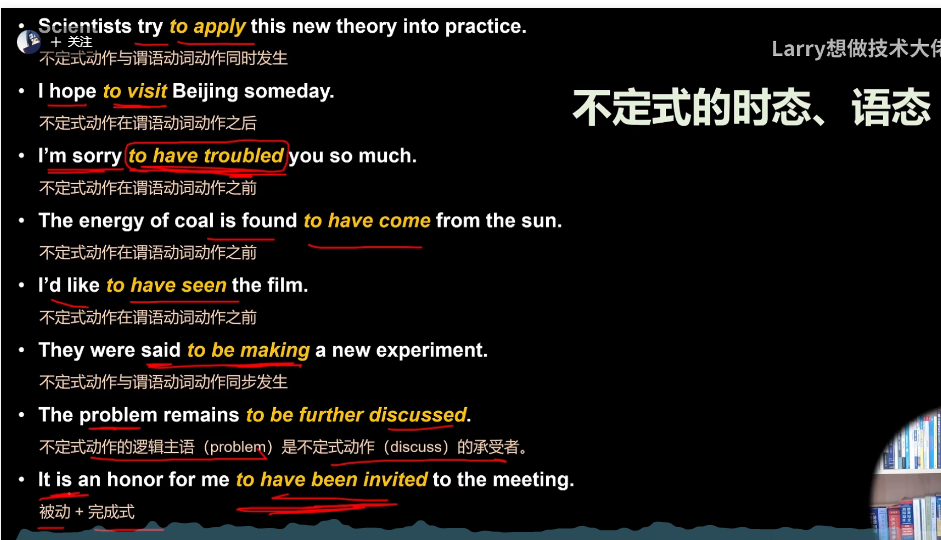 • Scientists try to apply this new theory into practice.
+ 关注
Larry想做技术大佬
不定式动作与谓语动词动作同时发生
• I hope to visit Beijing someday.
不定式的时态、语态
不定式动作在谓语动词动作之后
• I'm sorry to have troubled you so much.
不定式动作在谓语动词动作之前
• The energy of coal is found to have come from the sun.
不定式动作在谓语动词动作之前
• I'd like to have seen the film.
不定式动作在谓语动词动作之前
• They were said to be making a new experiment.
不定式动作与谓语动词动作同步发生
• The problem remains to be further discussed.
不定式动作的逻辑主语（problem）是不定式动作（discuss）的承受者。
• It is an honor for me to have been invited to the meeting.
被动 + 完成式